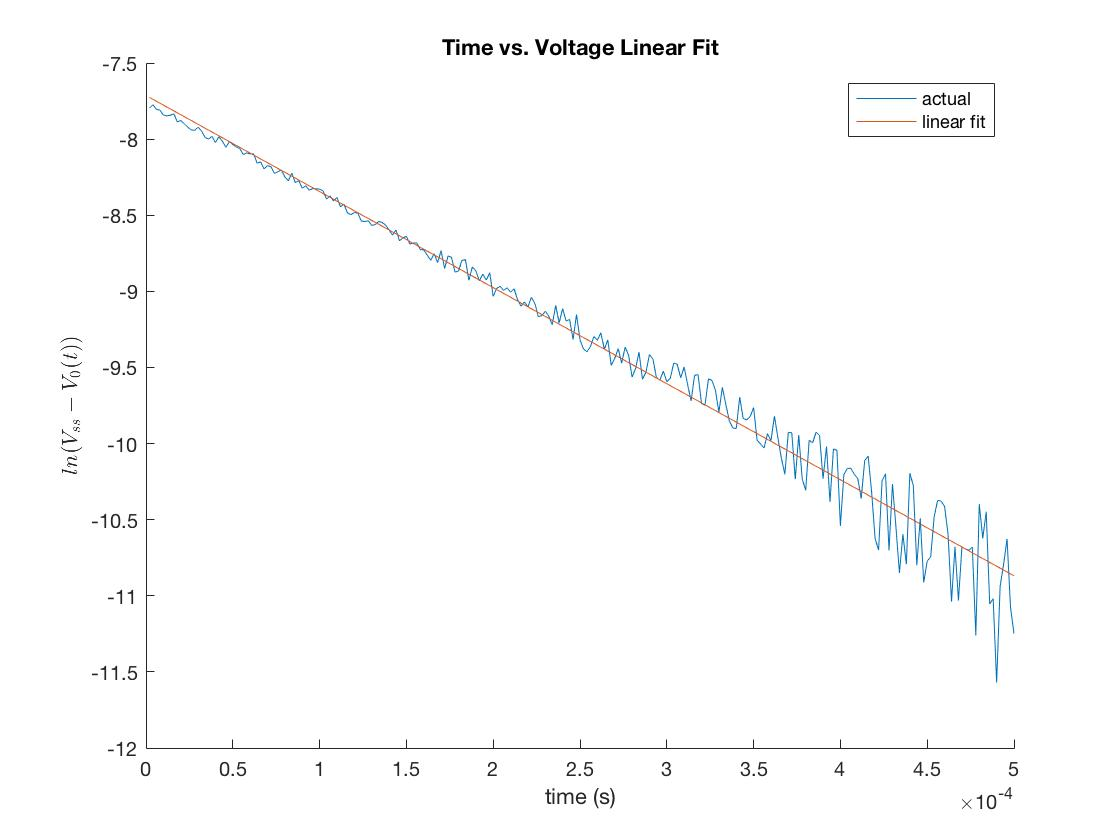 Time vs. Voltage Linear Fit
-7.5
-8
-8.5
-9
-9.5
-10
-10.5
-11
-11.5
-12
ln(V_{ss} − V_0(t))
actual
linear fit
0 0.5 1 1.5 2 2.5 3 3.5 4 4.5 5
time (s)
×10^{-4}